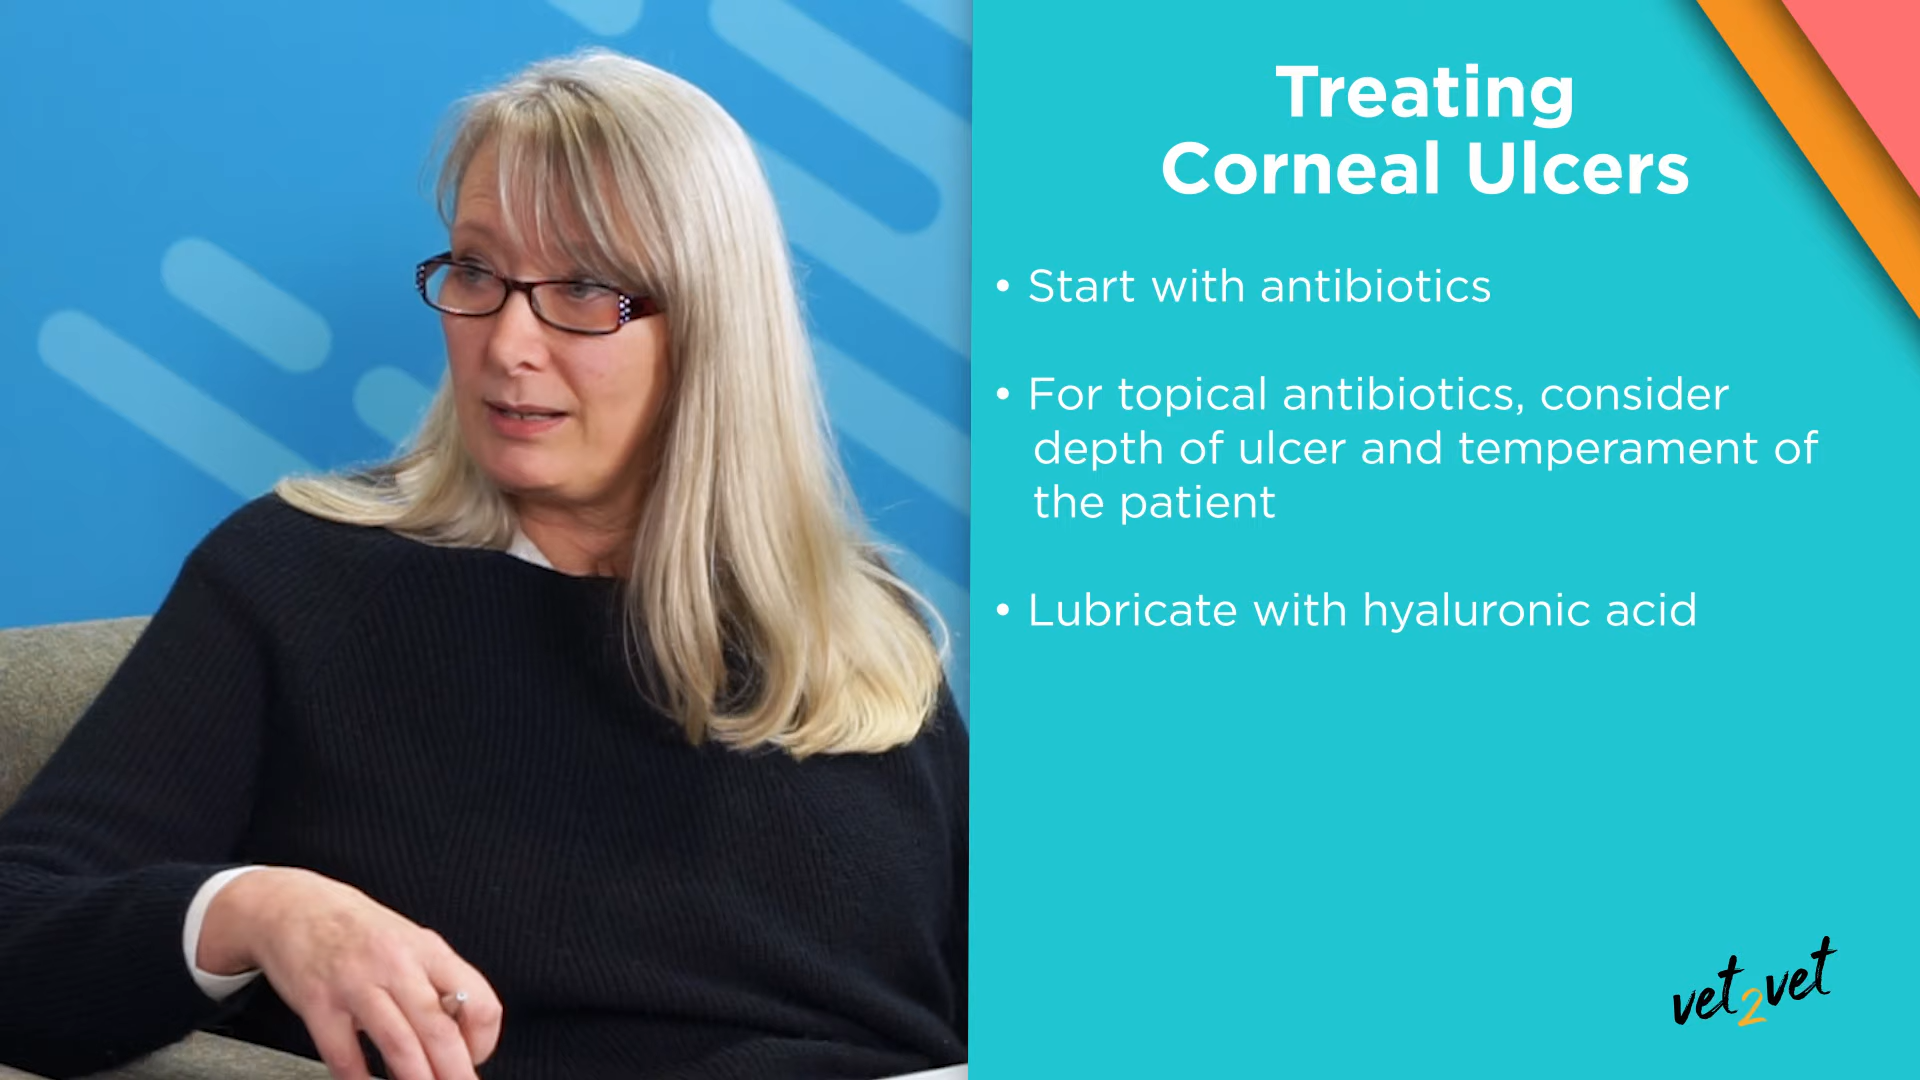 Treating
Corneal Ulcers
• Start with antibiotics
• For topical antibiotics, consider
depth of ulcer and temperament of
the patient
• Lubricate with hyaluronic acid
vet2vet